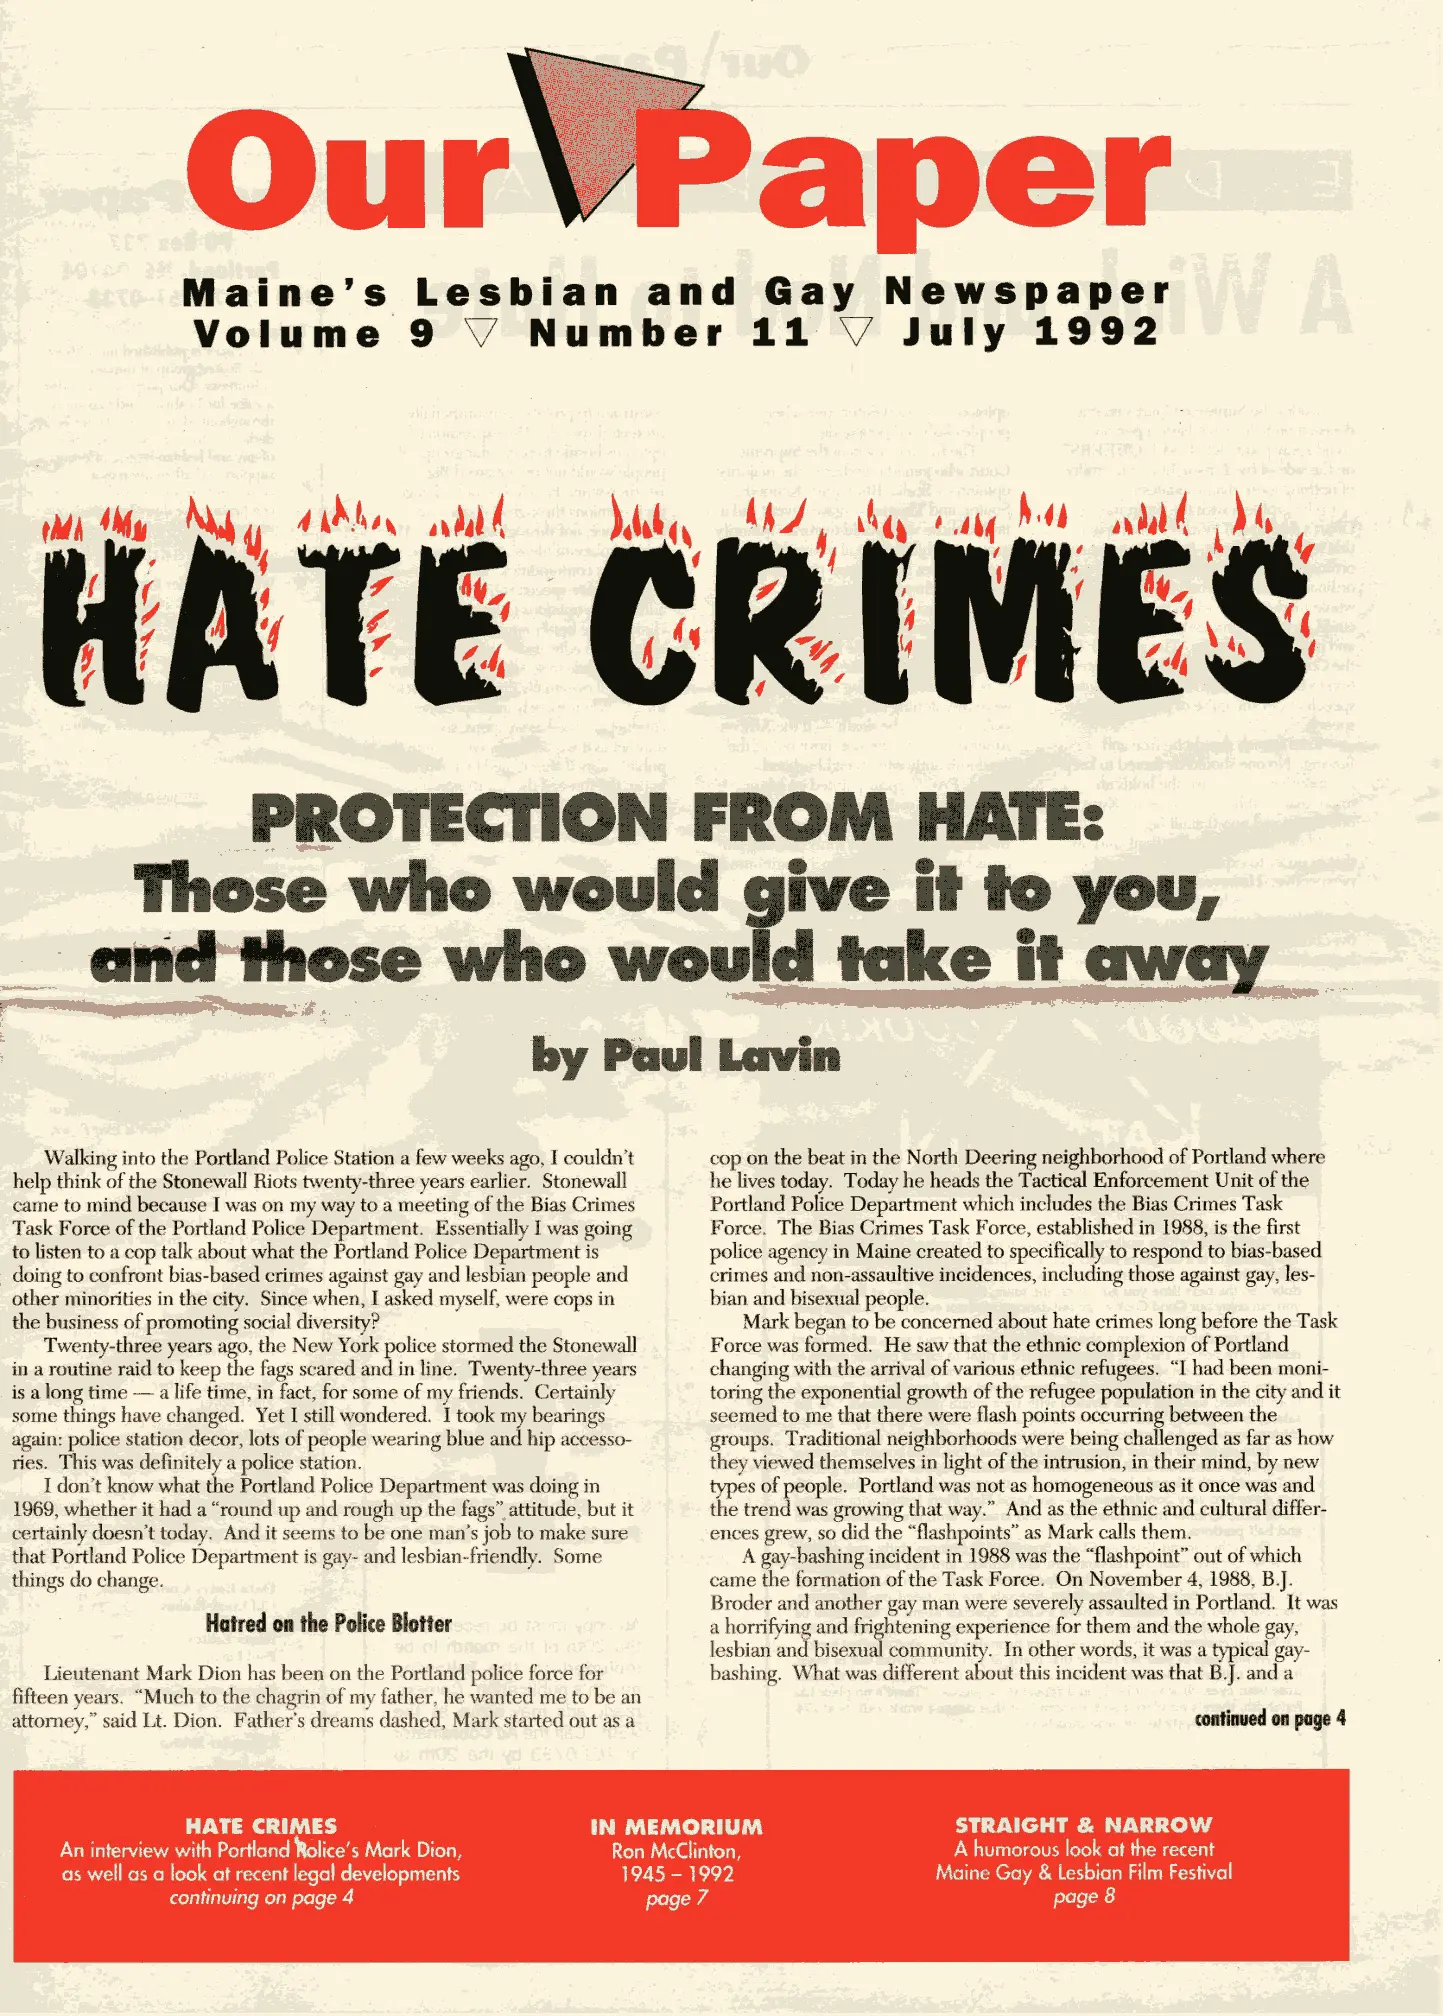 Our Paper
Maine's Lesbian and Gay Newspaper
Volume 9 ▽ Number 11 ▽ July 1992
HATE CRIMES
PROTECTION FROM HATE:
Those who would give it to you,
and those who would take it away
by Paul Lavin
Walking into the Portland Police Station a few weeks ago, I couldn't
help think of the Stonewall Riots twenty-three years earlier. Stonewall
came to mind because I was on my way to a meeting of the Bias Crimes
Task Force of the Portland Police Department. Essentially I was going
to listen to a cop talk about what the Portland Police Department is
doing to confront bias-based crimes against gay and lesbian people and
other minorities in the city. Since when, I asked myself, were cops in
the business of promoting social diversity?
Twenty-three years ago, the New York police stormed the Stonewall
in a routine raid to keep the fags scared and in line. Twenty-three years
is a long time — a life time, in fact, for some of my friends. Certainly
some things have changed. Yet I still wondered. I took my bearings
again: police station decor, lots of people wearing blue and hip accesso-
ries. This was definitely a police station.
I don't know what the Portland Police Department was doing in
1969, whether it had a "round up and rough up the fags" attitude, but it
certainly doesn't today. And it seems to be one man's job to make sure
that Portland Police Department is gay- and lesbian-friendly. Some
things do change.
Hatred on the Police Blotter
Lieutenant Mark Dion has been on the Portland police force for
fifteen years. "Much to the chagrin of my father, he wanted me to be an
attorney," said Lt. Dion. Father's dreams dashed, Mark started out as a
cop on the beat in the North Deering neighborhood of Portland where
he lives today. Today he heads the Tactical Enforcement Unit of the
Portland Police Department which includes the Bias Crimes Task
Force. The Bias Crimes Task Force, established in 1988, is the first
police agency in Maine created to specifically to respond to bias-based
crimes and non-assaultive incidences, including those against gay, les-
bian and bisexual people.
Mark began to be concerned about hate crimes long before the Task
Force was formed. He saw that the ethnic complexion of Portland
changing with the arrival of various ethnic refugees. "I had been moni-
toring the exponential growth of the refugee population in the city and it
seemed to me that there were flash points occurring between the
groups. Traditional neighborhoods were being challenged as far as how
they viewed themselves in light of the intrusion, in their mind, by new
types of people. Portland was not as homogeneous as it once was and
the trend was growing that way." And as the ethnic and cultural differ-
ences grew, so did the "flashpoints" as Mark calls them.
A gay-bashing incident in 1988 was the "flashpoint" out of which
came the formation of the Task Force. On November 4, 1988, B.J.
Broder and another gay man were severely assaulted in Portland. It was
a horrifying and frightening experience for them and the whole gay,
lesbian and bisexual community. In other words, it was a typical gay-
bashing. What was different about this incident was that B.J. and a
continued on page 4
HATE CRIMES
An interview with Portland Police's Mark Dion,
as well as a look at recent legal developments
continuing on page 4
IN MEMORIUM
Ron McClinton,
1945 – 1992
page 7
STRAIGHT & NARROW
A humorous look at the recent
Maine Gay & Lesbian Film Festival
page 8